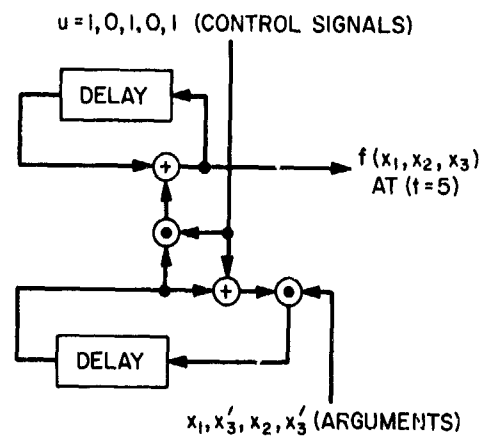 u = 1, 0, 1, 0, 1 (CONTROL SIGNALS)
DELAY
+
f (x₁, x₂, x₃)
AT (t = 5)
+
DELAY
x₁, x₃′, x₂, x₃′ (ARGUMENTS)